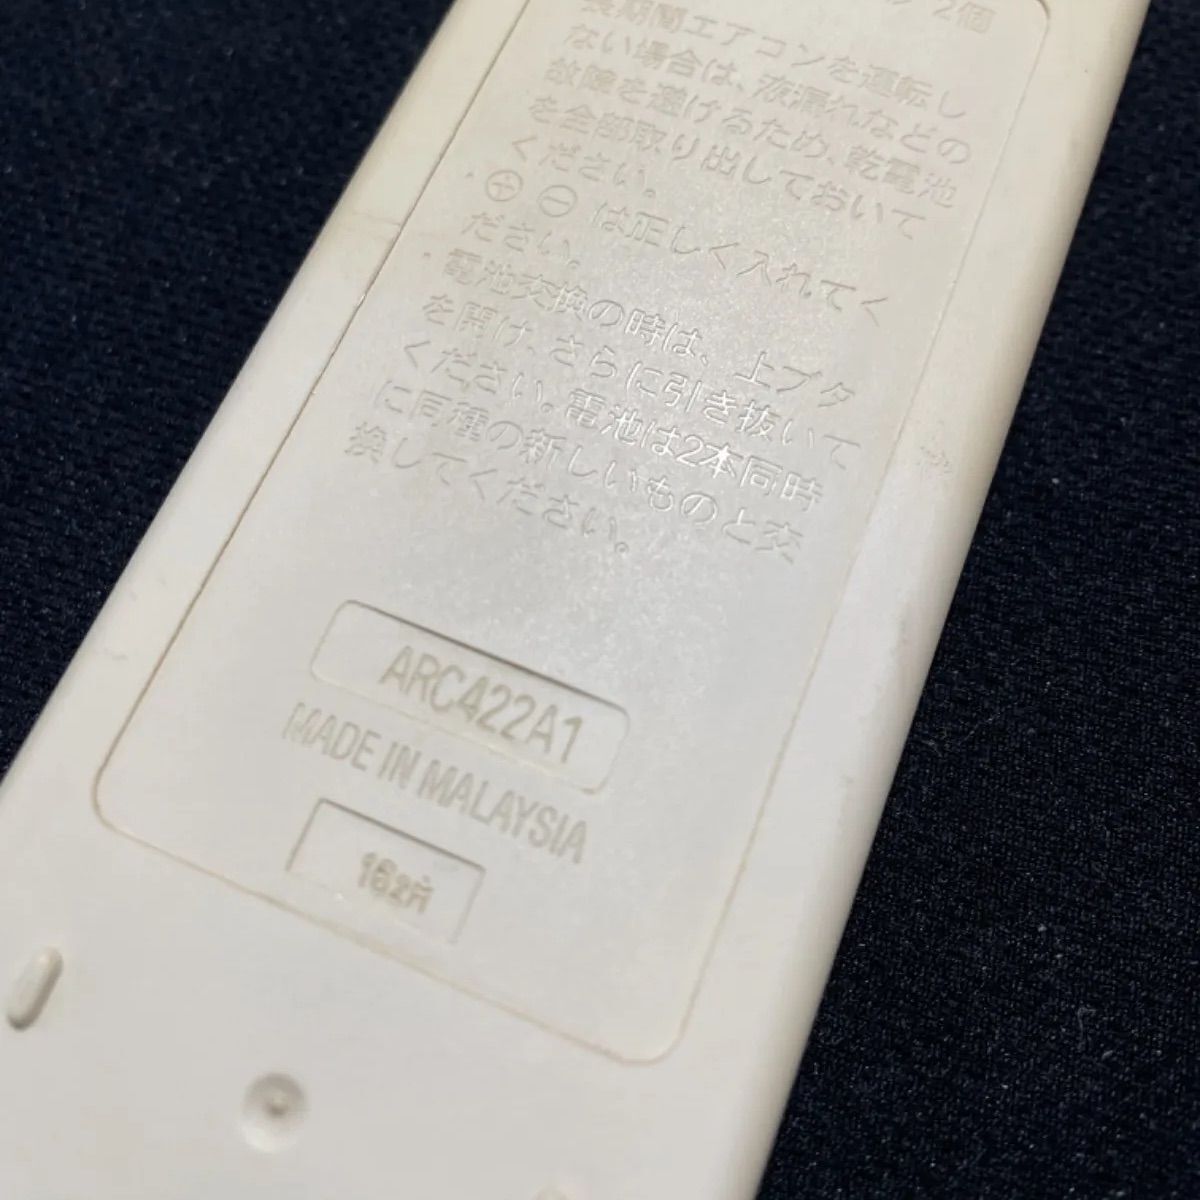 2個
長期間エアコンを運転し
ない場合は、液漏れなどの
故障を避けるため、乾電池
を全部取り出しておいて
ください。
・⊕ ⊖ は正しく入れてく
ださい。
・電池交換の時は、上ブタ
を開け、さらに引き抜いて
ください。電池は2本同時
に同種の新しいものと交
換してください。
ARC422A1
MADE IN MALAYSIA
16